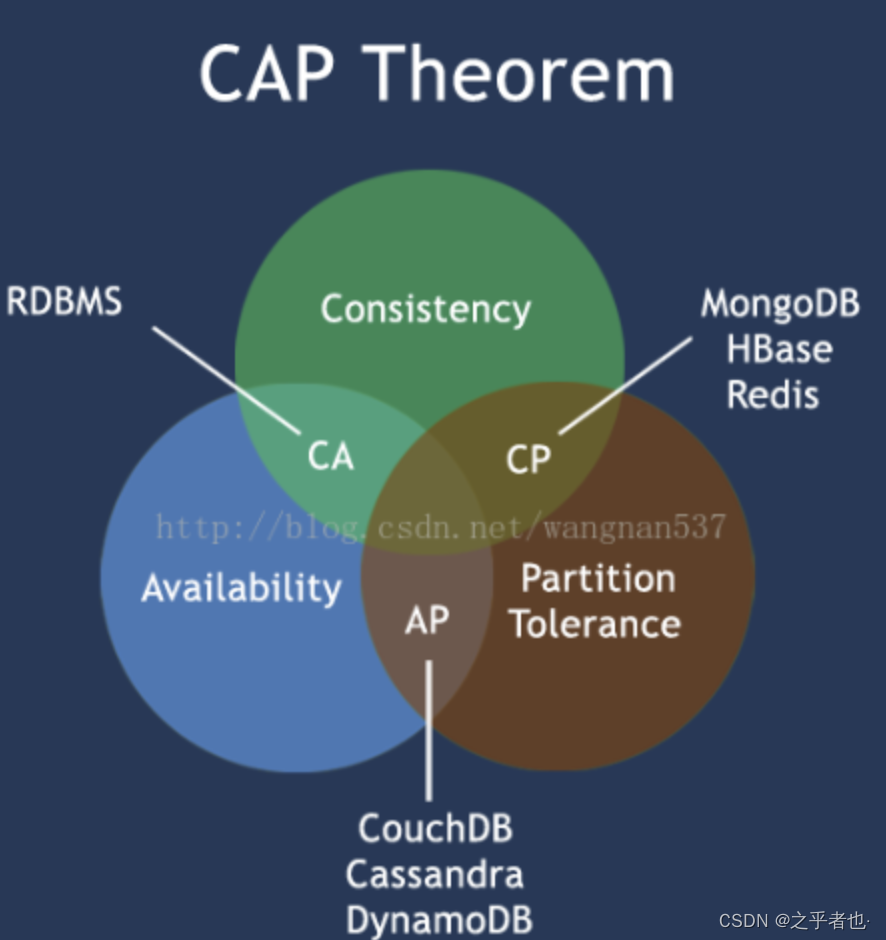 CAP Theorem
RDBMS
Consistency
MongoDB
HBase
Redis
CA
CP
http://blog.csdn.net/wangnan537
Availability
Partition
Tolerance
AP
CouchDB
Cassandra
DynamoDB
CSDN @之乎者也·